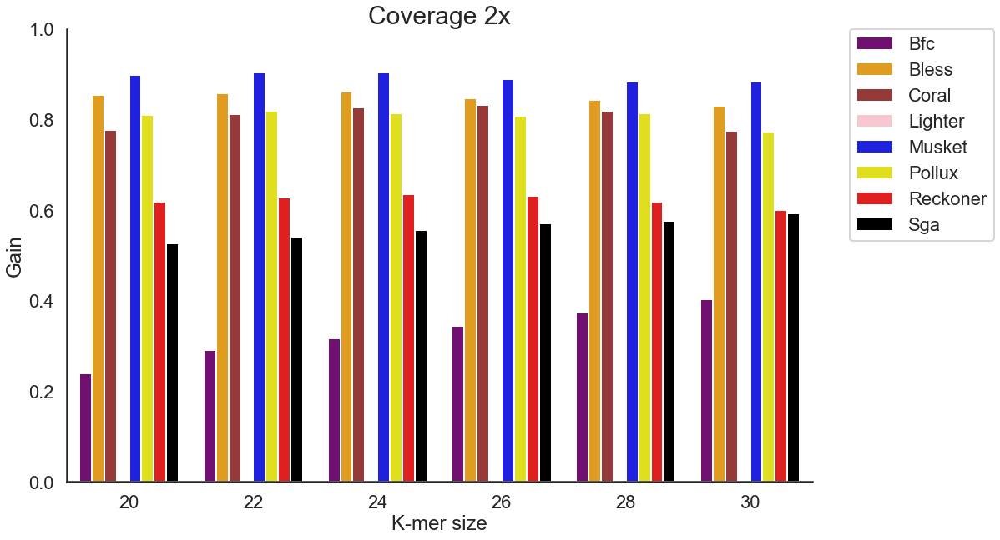 Coverage 2x
1.0
0.8
0.6
0.4
0.2
0.0
Gain
20 22 24 26 28 30
K-mer size
Bfc
Bless
Coral
Lighter
Musket
Pollux
Reckoner
Sga